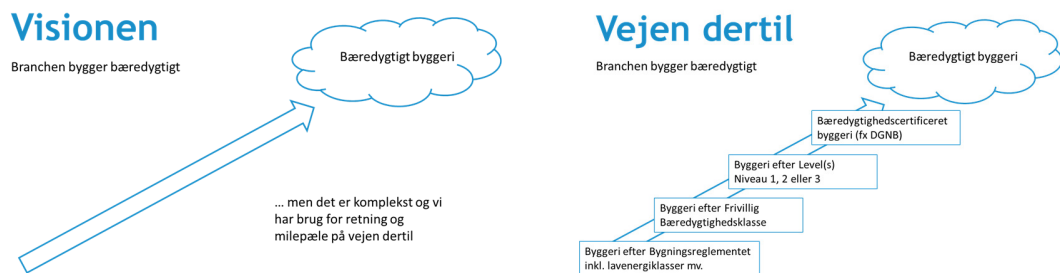 Visionen
Branchen bygger bæredygtigt
Bæredygtigt byggeri
... men det er komplekst og vi
har brug for retning og
milepæle på vejen dertil
Vejen dertil
Branchen bygger bæredygtigt
Bæredygtigt byggeri
Bæredygtighedscertificeret
byggeri (fx DGNB)
Byggeri efter Level(s)
Niveau 1, 2 eller 3
Byggeri efter Frivillig
Bæredygtighedsklasse
Byggeri efter Bygningsreglementet
inkl. lavenergiklasser mv.